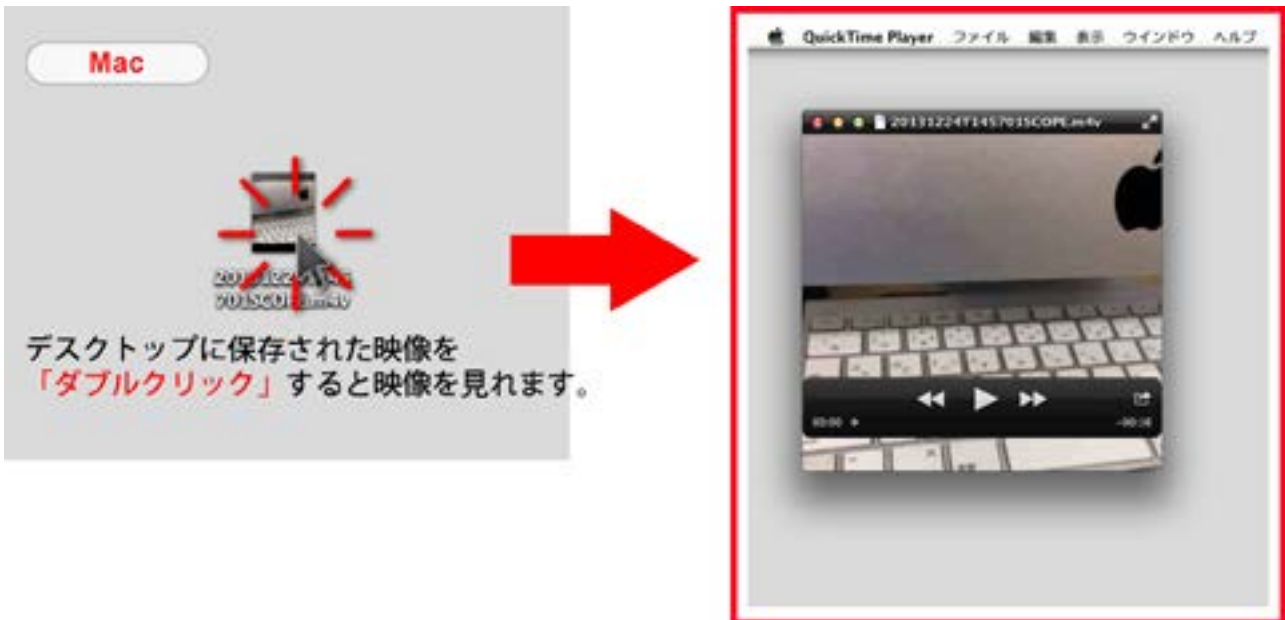 Mac
デスクトップに保存された映像を
「ダブルクリック」すると映像を見れます。
QuickTime Player ファイル 編集 表示 ウインドウ ヘルプ
20131224T145701SCOPE.m4v
00:00